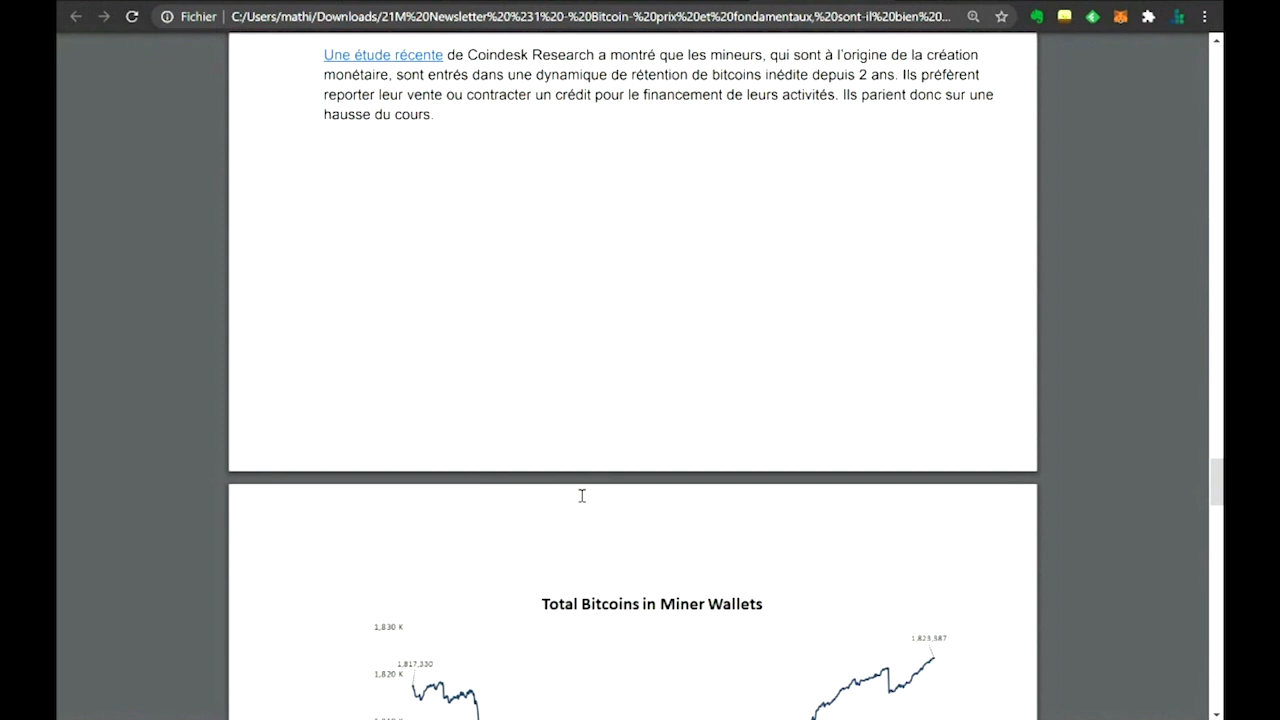 Fichier
C:/Users/mathi/Downloads/21M%20Newsletter%20%231%20-%20Bitcoin-%20prix%20et%20fondamentaux,%20sont-il%20bien%20...
Une étude récente de Coindesk Research a montré que les mineurs, qui sont à l'origine de la création
monétaire, sont entrés dans une dynamique de rétention de bitcoins inédite depuis 2 ans. Ils préfèrent
reporter leur vente ou contracter un crédit pour le financement de leurs activités. Ils parient donc sur une
hausse du cours.
Total Bitcoins in Miner Wallets
1,830 K
1,817,330
1,820 K